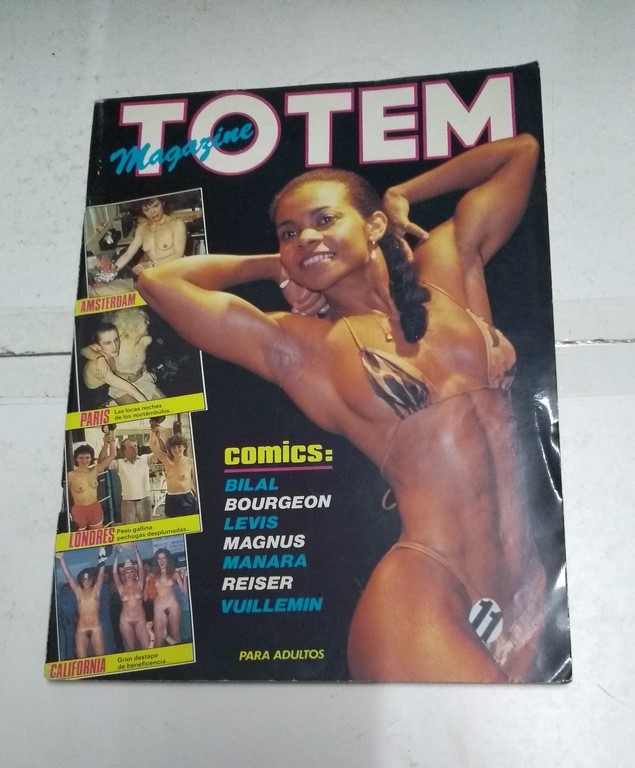 TOTEM
Magazine
AMSTERDAM
PARIS
Las locas noches
de los noctámbulos...
LONDRES
Peso gallina
pechugas desplumadas...
CALIFORNIA
Gran destape
de beneficencia...
comics:
BILAL
BOURGEON
LEVIS
MAGNUS
MANARA
REISER
VUILLEMIN
PARA ADULTOS
11